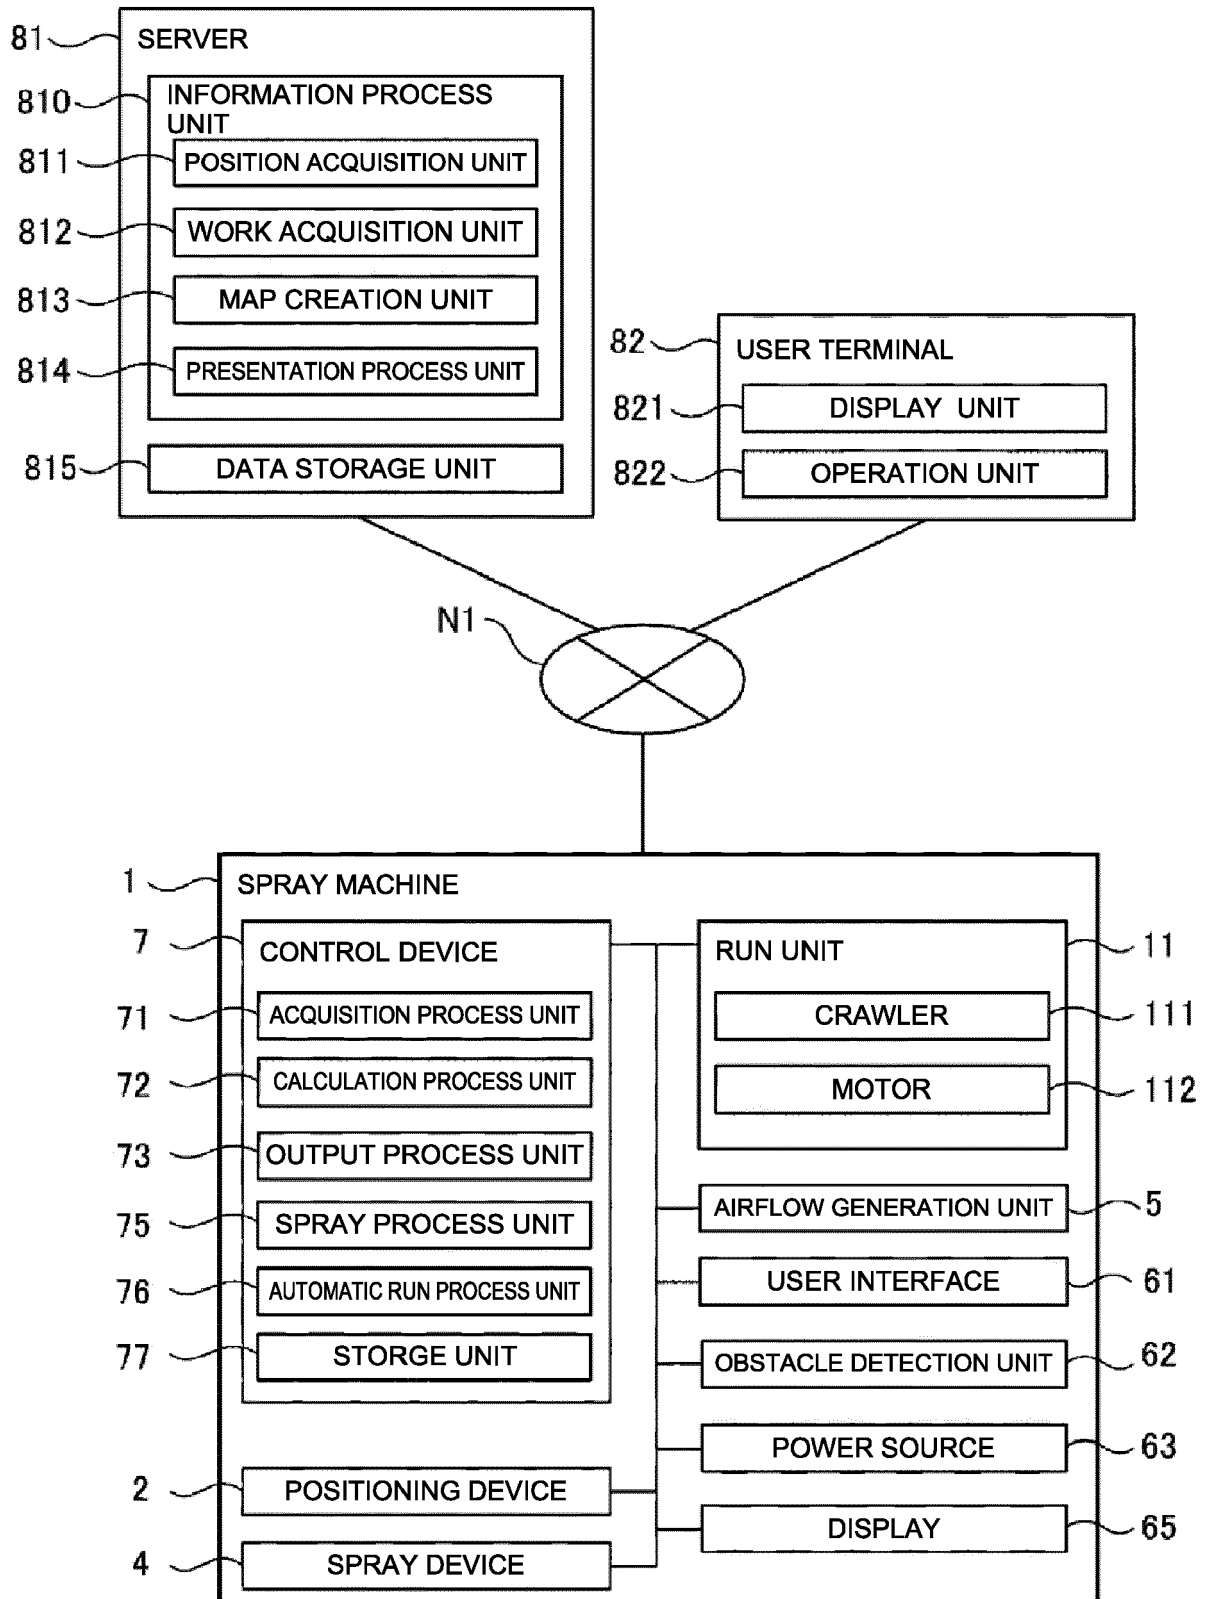 81
SERVER
810
INFORMATION PROCESS
UNIT
811
POSITION ACQUISITION UNIT
812
WORK ACQUISITION UNIT
813
MAP CREATION UNIT
814
PRESENTATION PROCESS UNIT
815
DATA STORAGE UNIT
82
USER TERMINAL
821
DISPLAY UNIT
822
OPERATION UNIT
N1
1
SPRAY MACHINE
7
CONTROL DEVICE
71
ACQUISITION PROCESS UNIT
72
CALCULATION PROCESS UNIT
73
OUTPUT PROCESS UNIT
75
SPRAY PROCESS UNIT
76
AUTOMATIC RUN PROCESS UNIT
77
STORGE UNIT
2
POSITIONING DEVICE
4
SPRAY DEVICE
RUN UNIT
11
CRAWLER
111
MOTOR
112
AIRFLOW GENERATION UNIT
5
USER INTERFACE
61
OBSTACLE DETECTION UNIT
62
POWER SOURCE
63
DISPLAY
65